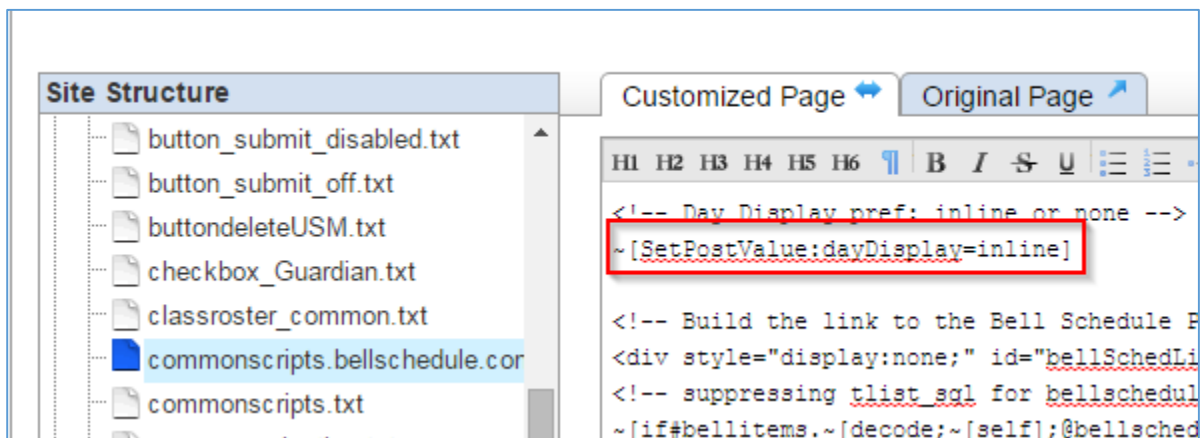 Site Structure
button_submit_disabled.txt
button_submit_off.txt
buttondeleteUSM.txt
checkbox_Guardian.txt
classroster_common.txt
commonscripts.bellschedule.cor
commonscripts.txt
Customized Page
Original Page
H1 H2 H3 H4 H5 H6 ¶ B I S U
<!-- Day Display pref: inline or none -->
~[SetPostValue:dayDisplay=inline]
<!-- Build the link to the Bell Schedule P
<div style="display:none;" id="bellSchedLi
<!-- suppressing tlist_sql for bellschedul
~[if#bellitems.~[decode;~[self];@bellsched